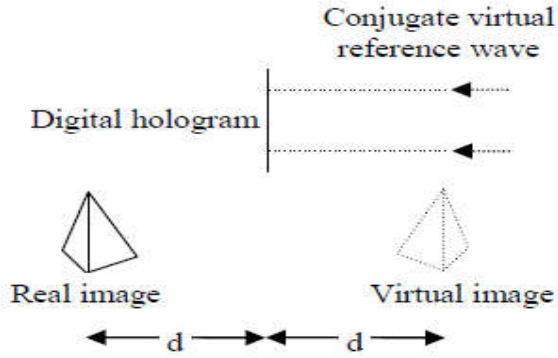 Conjugate virtual
reference wave
Digital hologram
Real image
Virtual image
d
d